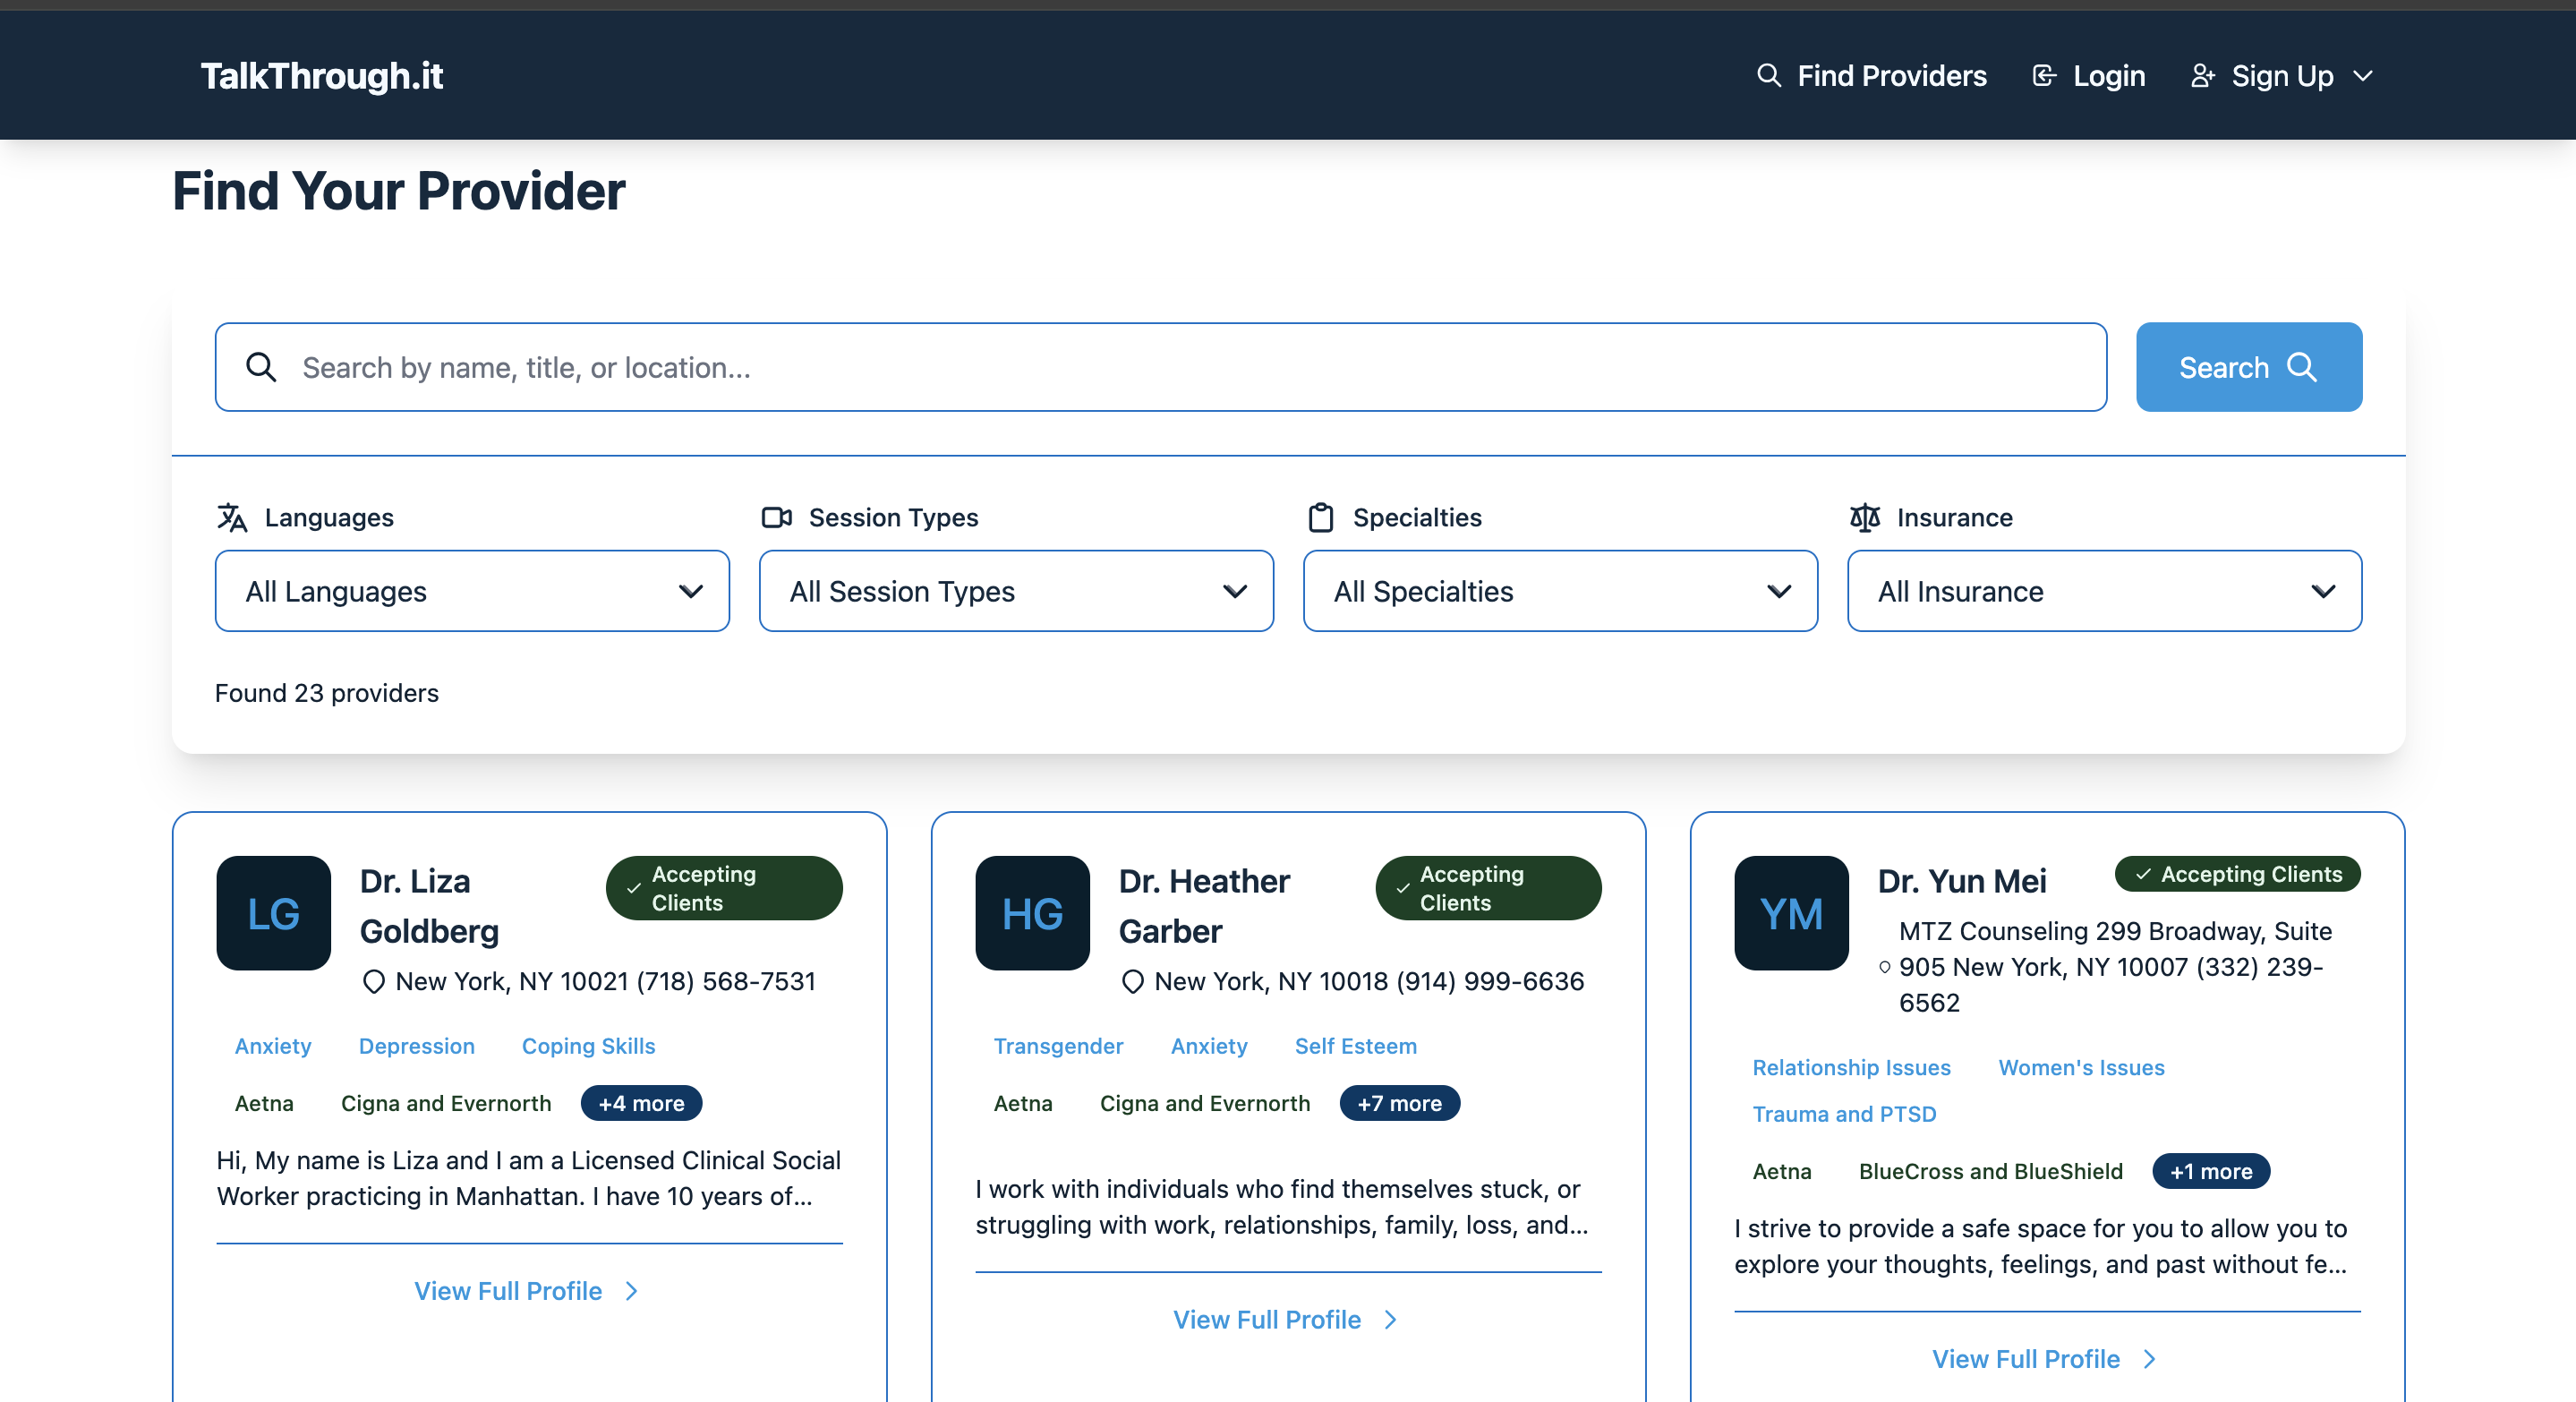 TalkThrough.it
Find Providers
Login
Sign Up
Find Your Provider
Search by name, title, or location...
Search
Languages
Session Types
Specialties
Insurance
All Languages
All Session Types
All Specialties
All Insurance
Found 23 providers
LG
Dr. Liza
Goldberg
Accepting
Clients
New York, NY 10021 (718) 568-7531
Anxiety
Depression
Coping Skills
Aetna
Cigna and Evernorth
+4 more
Hi, My name is Liza and I am a Licensed Clinical Social
Worker practicing in Manhattan. I have 10 years of...
View Full Profile
HG
Dr. Heather
Garber
Accepting
Clients
New York, NY 10018 (914) 999-6636
Transgender
Anxiety
Self Esteem
Aetna
Cigna and Evernorth
+7 more
I work with individuals who find themselves stuck, or
struggling with work, relationships, family, loss, and...
View Full Profile
YM
Dr. Yun Mei
Accepting Clients
MTZ Counseling 299 Broadway, Suite
905 New York, NY 10007 (332) 239-
6562
Relationship Issues
Women's Issues
Trauma and PTSD
Aetna
BlueCross and BlueShield
+1 more
I strive to provide a safe space for you to allow you to
explore your thoughts, feelings, and past without fe...
View Full Profile